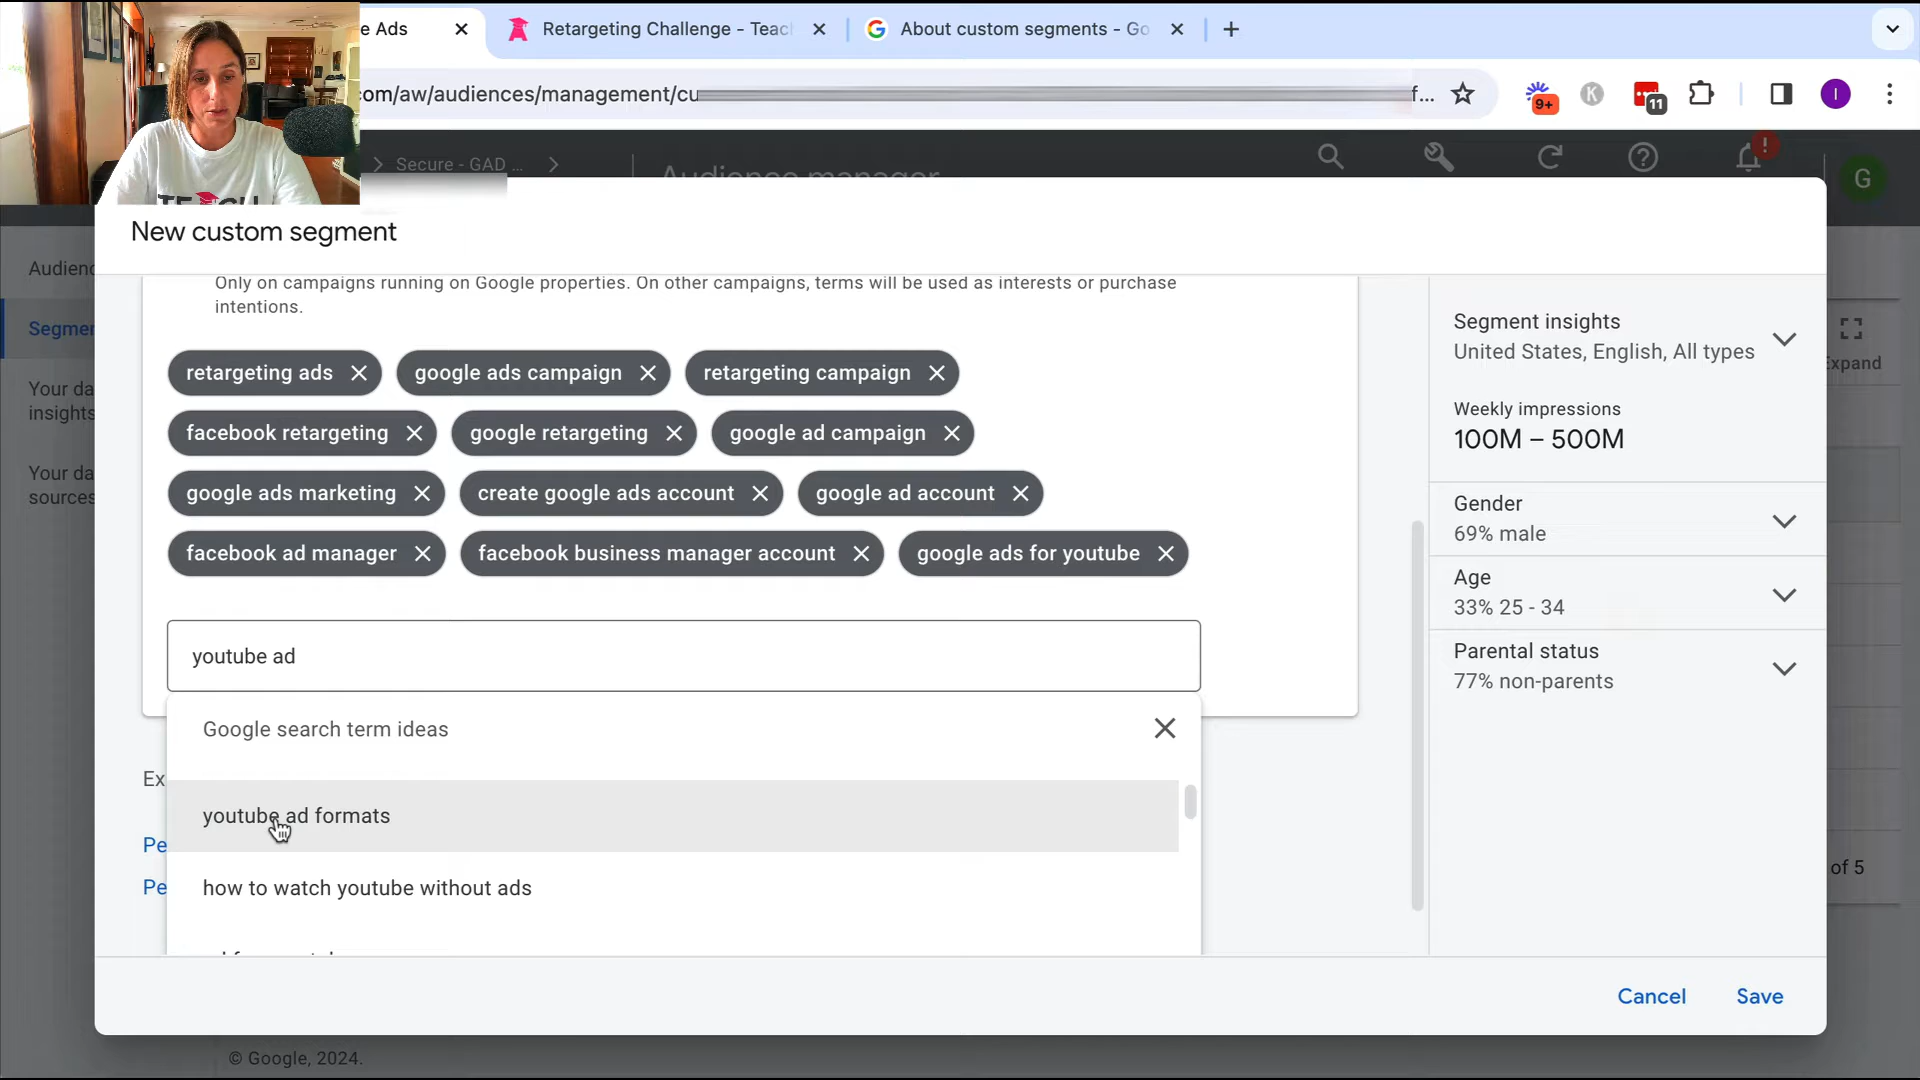 e Ads
Retargeting Challenge - Teac
About custom segments - Go
com/aw/audiences/management/cu
f...
9+
K
11
I
Secure - GAD ...
Audience manager
!
G
New custom segment
Audienc
Segmen
Your da
insights
Your da
sources
Expand
Only on campaigns running on Google properties. On other campaigns, terms will be used as interests or purchase
intentions.
retargeting ads
google ads campaign
retargeting campaign
facebook retargeting
google retargeting
google ad campaign
google ads marketing
create google ads account
google ad account
facebook ad manager
facebook business manager account
google ads for youtube
youtube ad
Google search term ideas
youtube ad formats
how to watch youtube without ads
Ex
Pe
Pe
Segment insights
United States, English, All types
Weekly impressions
100M – 500M
Gender
69% male
Age
33% 25 - 34
Parental status
77% non-parents
of 5
Cancel
Save
© Google, 2024.